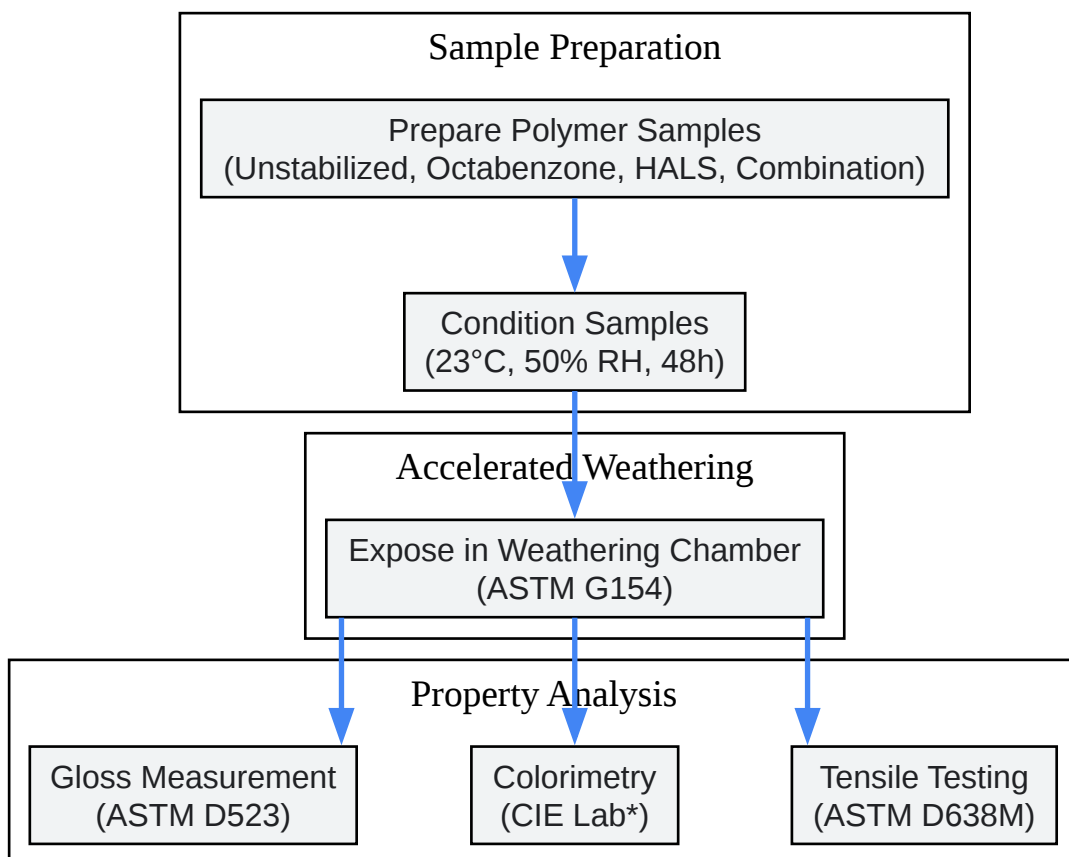 Sample Preparation
Prepare Polymer Samples
(Unstabilized, Octabenzone, HALS, Combination)
Condition Samples
(23°C, 50% RH, 48h)
Accelerated Weathering
Expose in Weathering Chamber
(ASTM G154)
Property Analysis
Gloss Measurement
(ASTM D523)
Colorimetry
(CIE Lab*)
Tensile Testing
(ASTM D638M)